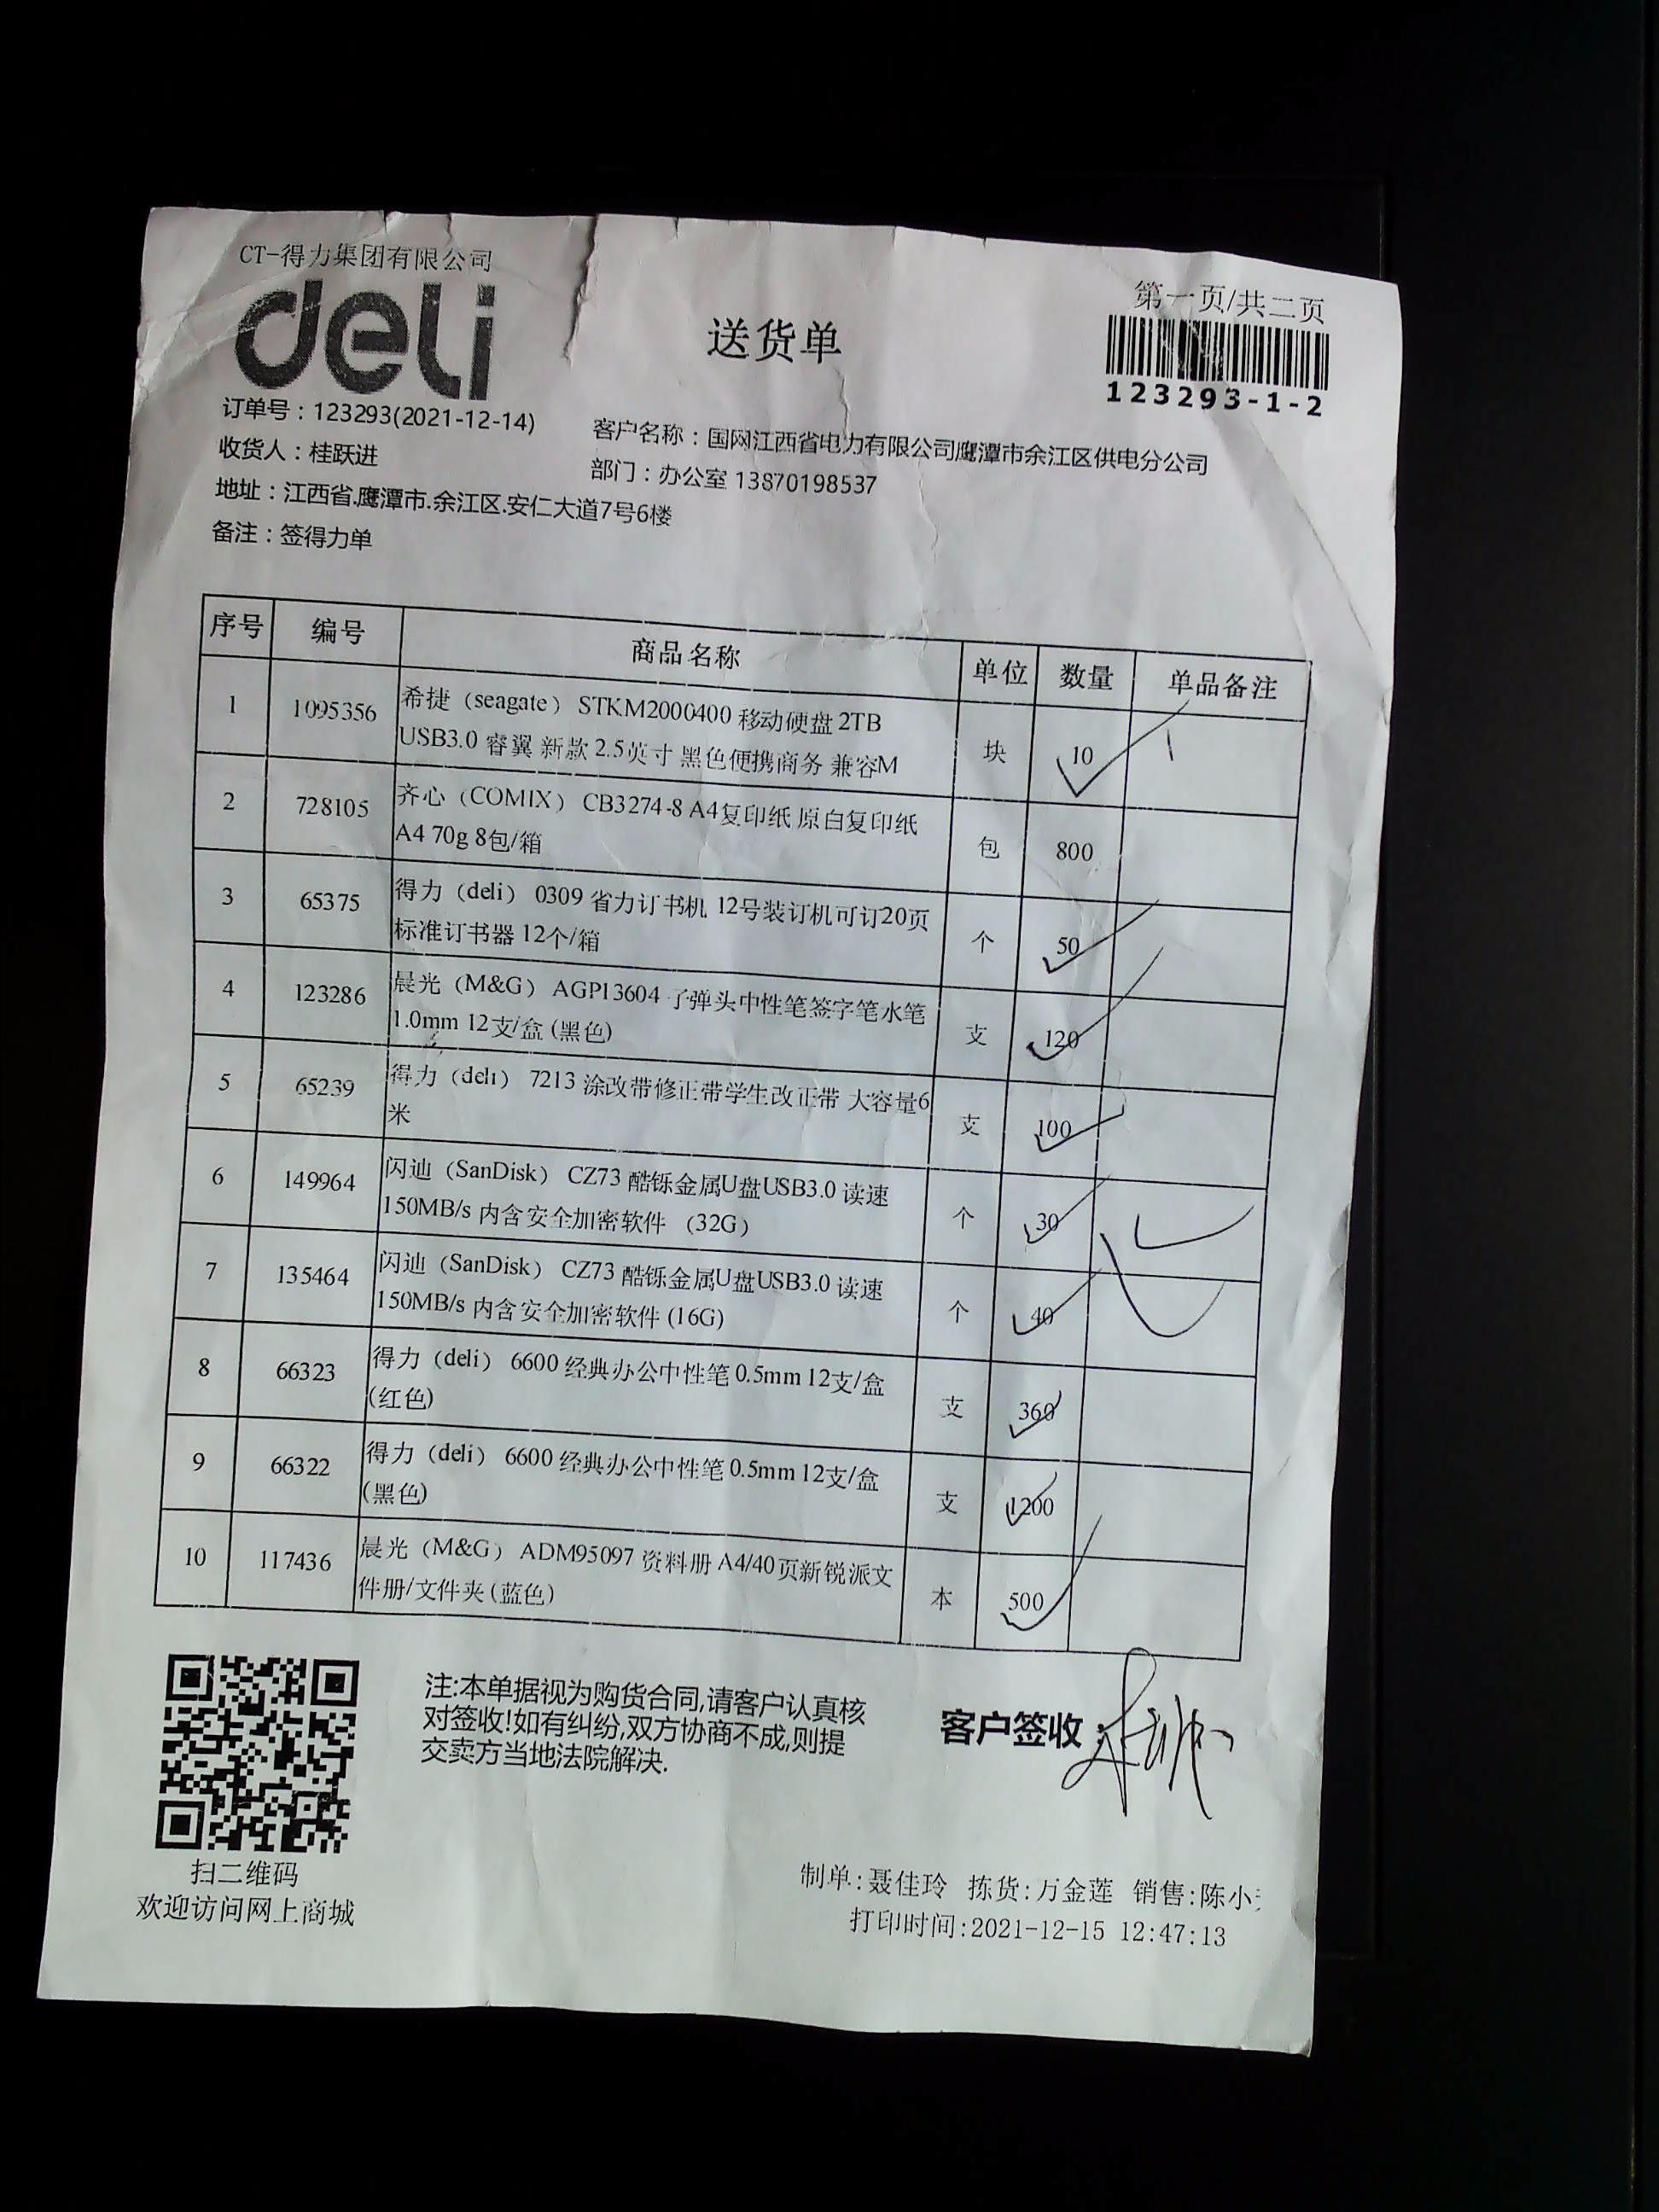 CT-得力集团有限公司
deli
送货单
第一页/共二页
123293-1-2
订单号：123293(2021-12-14)
客户名称：国网江西省电力有限公司鹰潭市余江区供电分公司
收货人：桂跃进
部门：办公室 13870198537
地址：江西省.鹰潭市.余江区.安仁大道7号6楼
备注：签得力单
序号 编号 商品名称 单位 数量 单品备注
1 1095356 希捷（seagate） STKM2000400 移动硬盘 2TB
USB3.0 睿翼 新款 2.5英寸 黑色便携商务 兼容M 块 10
2 728105 齐心（COMIX） CB3274-8 A4复印纸 原白复印纸
A4 70g 8包/箱 包 800
3 65375 得力（deli） 0309 省力订书机 12号装订机可订20页
标准订书器 12个/箱 个 50
4 123286 晨光（M&G） AGP13604 子弹头中性笔签字笔水笔
1.0mm 12支/盒 (黑色) 支 120
5 65239 得力（deli） 7213 涂改带修正带学生改正带 大容量6
米 支 100
6 149964 闪迪（SanDisk） CZ73 酷铄金属U盘USB3.0 读速
150MB/s 内含安全加密软件 （32G） 个 30
7 135464 闪迪（SanDisk） CZ73 酷铄金属U盘USB3.0 读速
150MB/s 内含安全加密软件 (16G) 个 40
8 66323 得力（deli） 6600 经典办公中性笔 0.5mm 12支/盒
(红色) 支 360
9 66322 得力（deli） 6600 经典办公中性笔 0.5mm 12支/盒
(黑色) 支 1200
10 117436 晨光（M&G） ADM95097 资料册 A4/40页新锐派文
件册/文件夹 (蓝色) 本 500
注:本单据视为购货合同,请客户认真核
对签收!如有纠纷,双方协商不成,则提
交卖方当地法院解决.
客户签收
扫二维码
欢迎访问网上商城
制单:聂佳玲 拣货:万金莲 销售:陈小
打印时间:2021-12-15 12:47:13